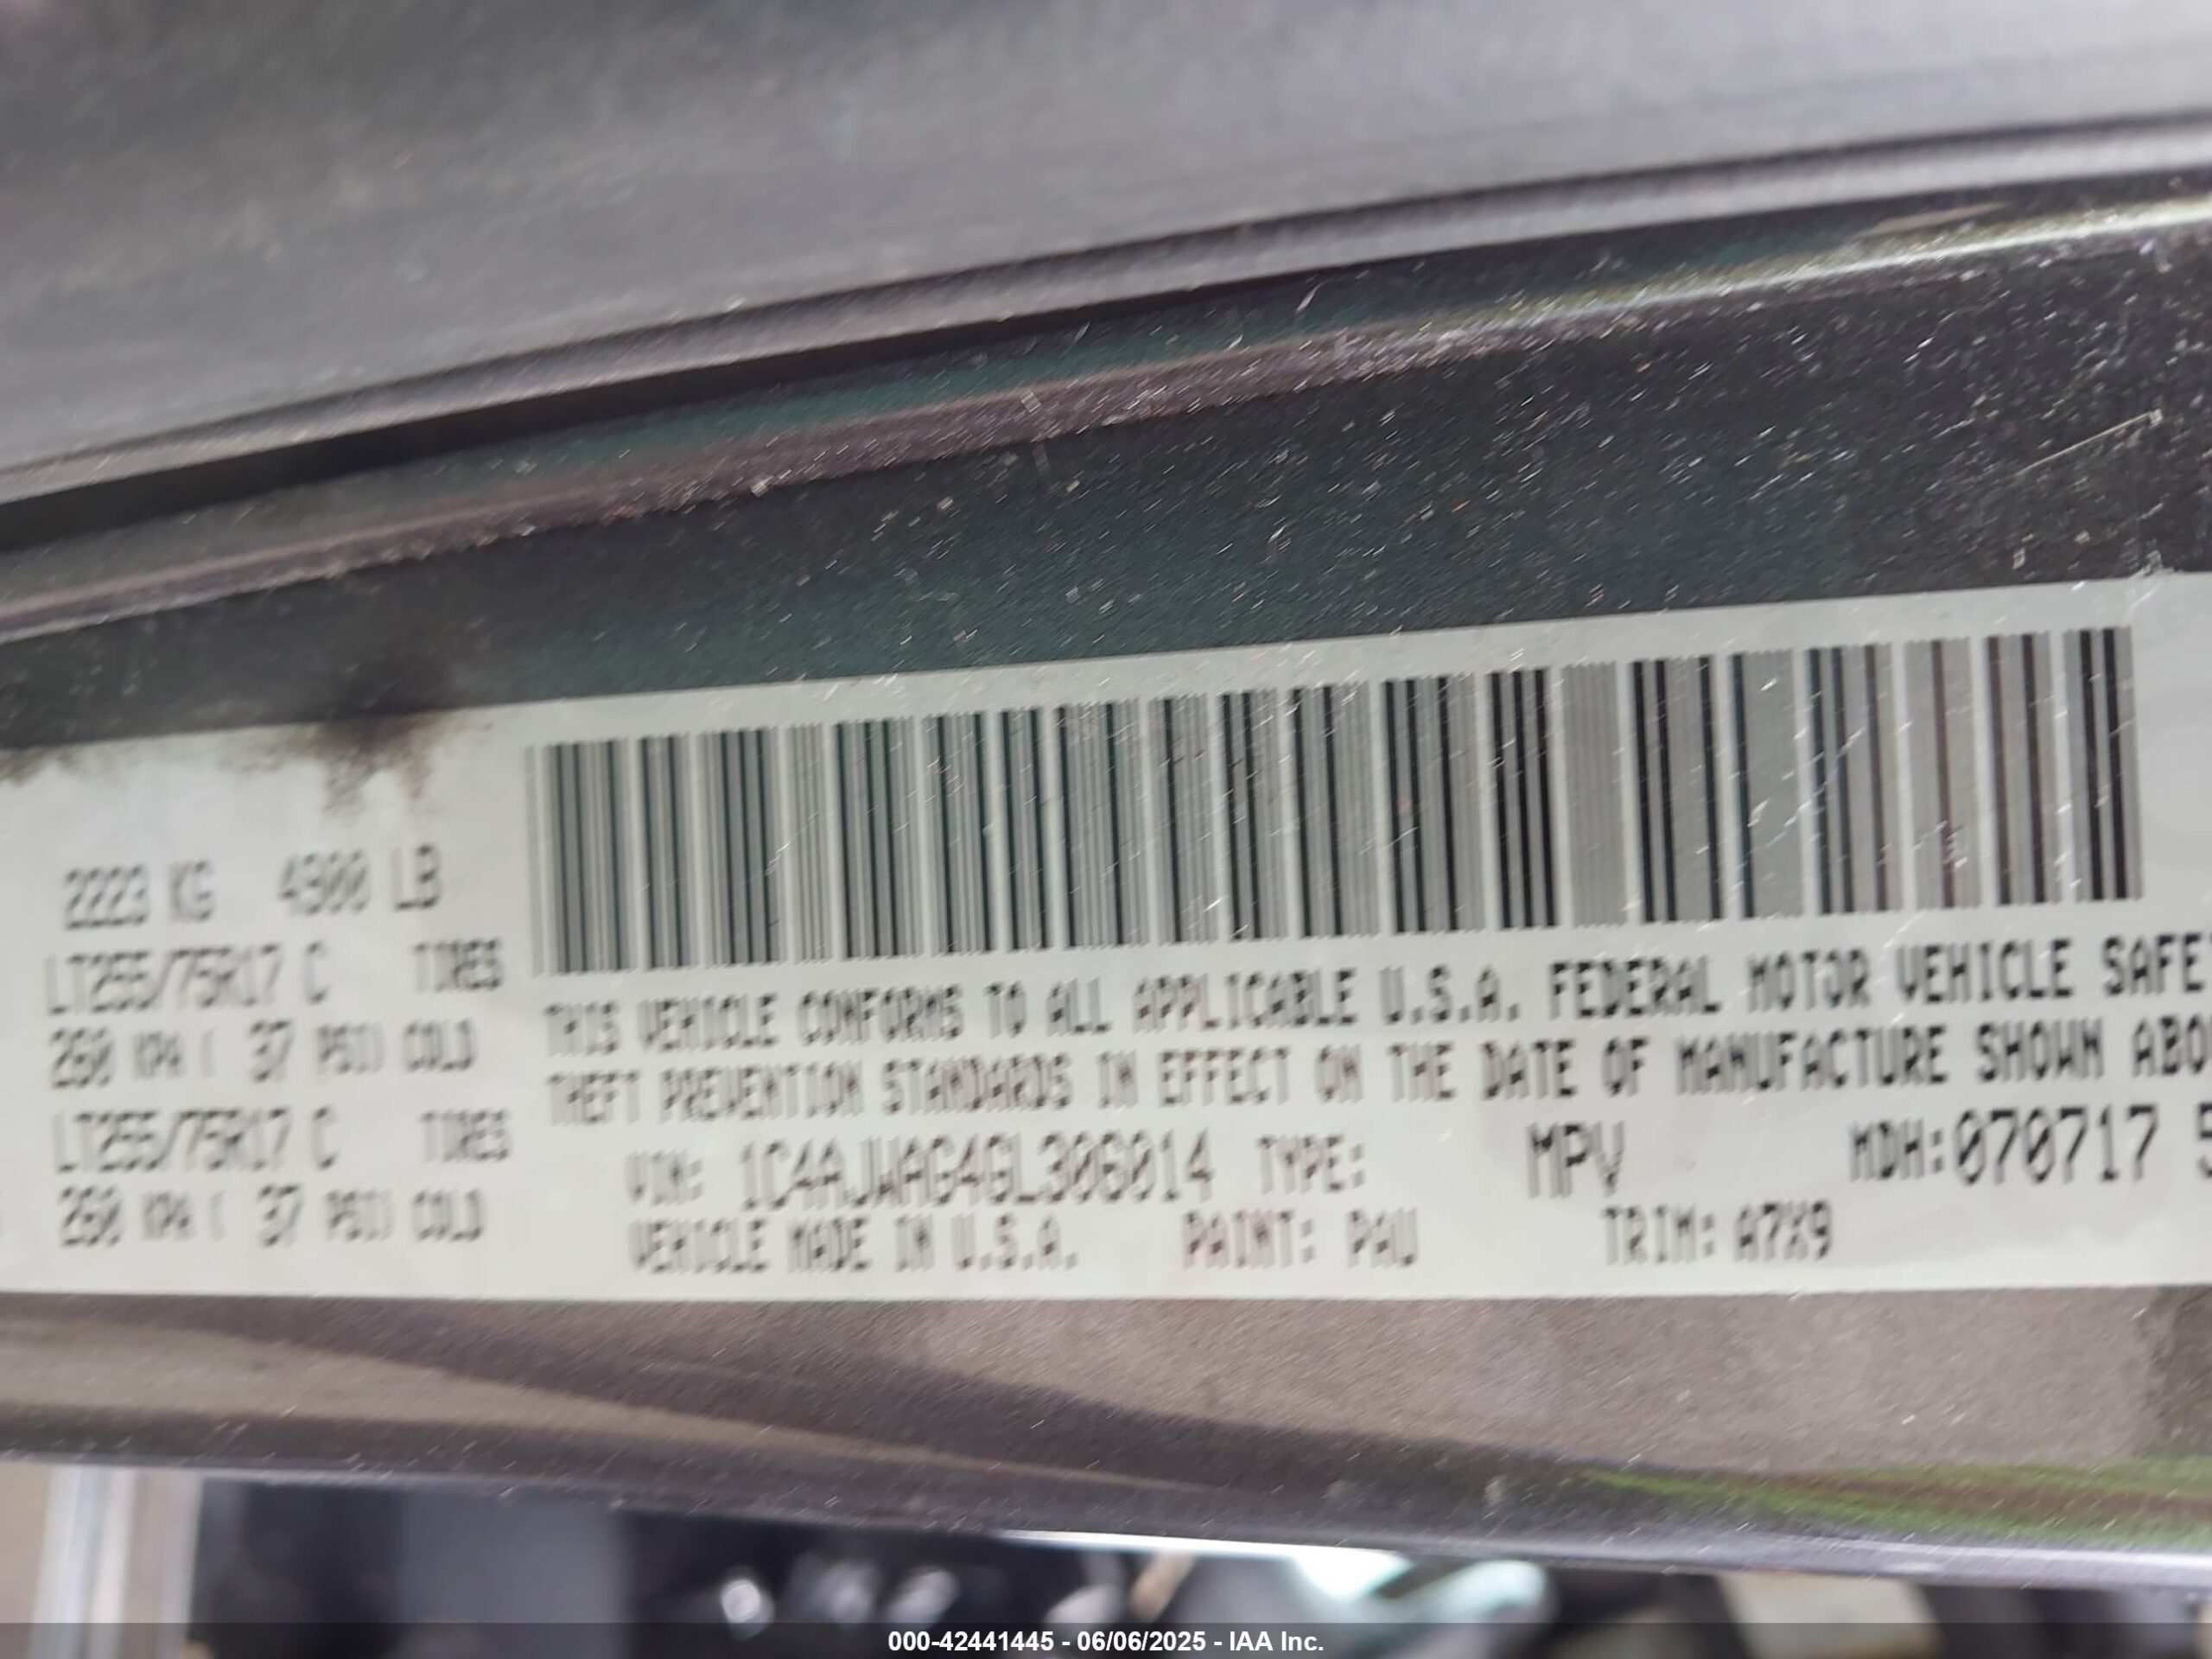 2223 KG 4900 LB
LT255/75R17 C TIRES
260 KPA ( 37 PSI) COLD
LT255/75R17 C TIRES
260 KPA ( 37 PSI) COLD
THIS VEHICLE CONFORMS TO ALL APPLICABLE U.S.A. FEDERAL MOTOR VEHICLE SAFE
THEFT PREVENTION STANDARDS IN EFFECT ON THE DATE OF MANUFACTURE SHOWN ABO
VIN: 1C4AJWAG4GL306014 TYPE: MPV MDH:070717 5
VEHICLE MADE IN U.S.A. PAINT: PAU TRIM: A7X9
000-42441445 - 06/06/2025 - IAA Inc.